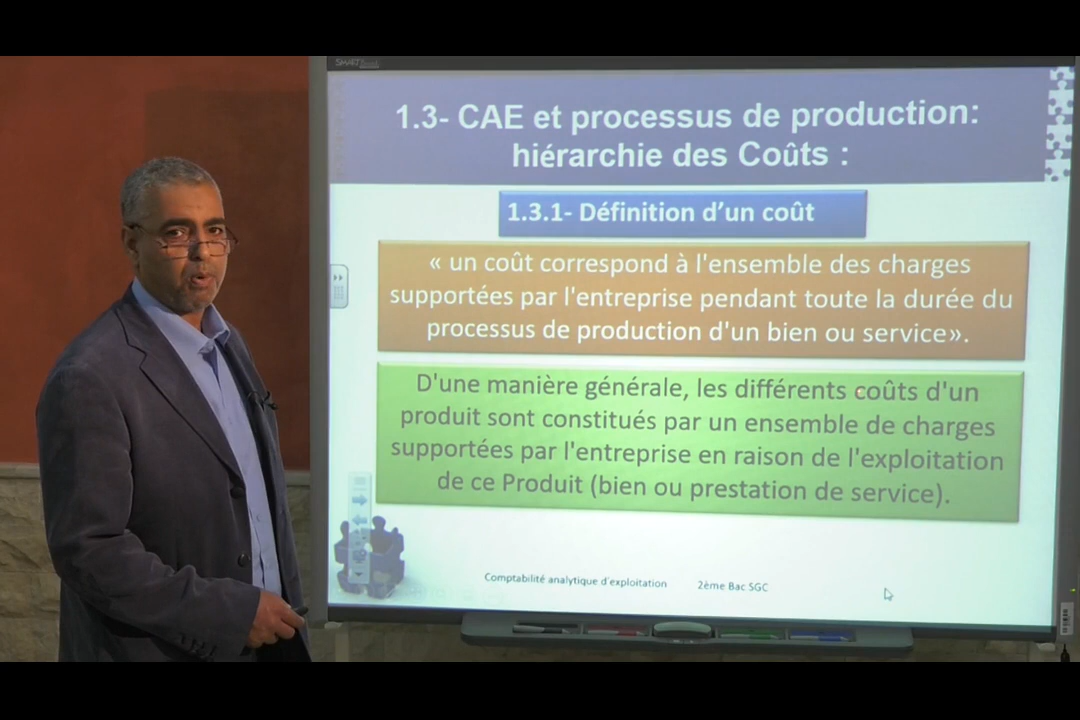 SMART Board
1.3- CAE et processus de production:
hiérarchie des Coûts :
1.3.1- Définition d’un coût
« un coût correspond à l'ensemble des charges
supportées par l'entreprise pendant toute la durée du
processus de production d'un bien ou service».
D'une manière générale, les différents coûts d'un
produit sont constitués par un ensemble de charges
supportées par l'entreprise en raison de l'exploitation
de ce Produit (bien ou prestation de service).
Comptabilité analytique d'exploitation 2ème Bac SGC